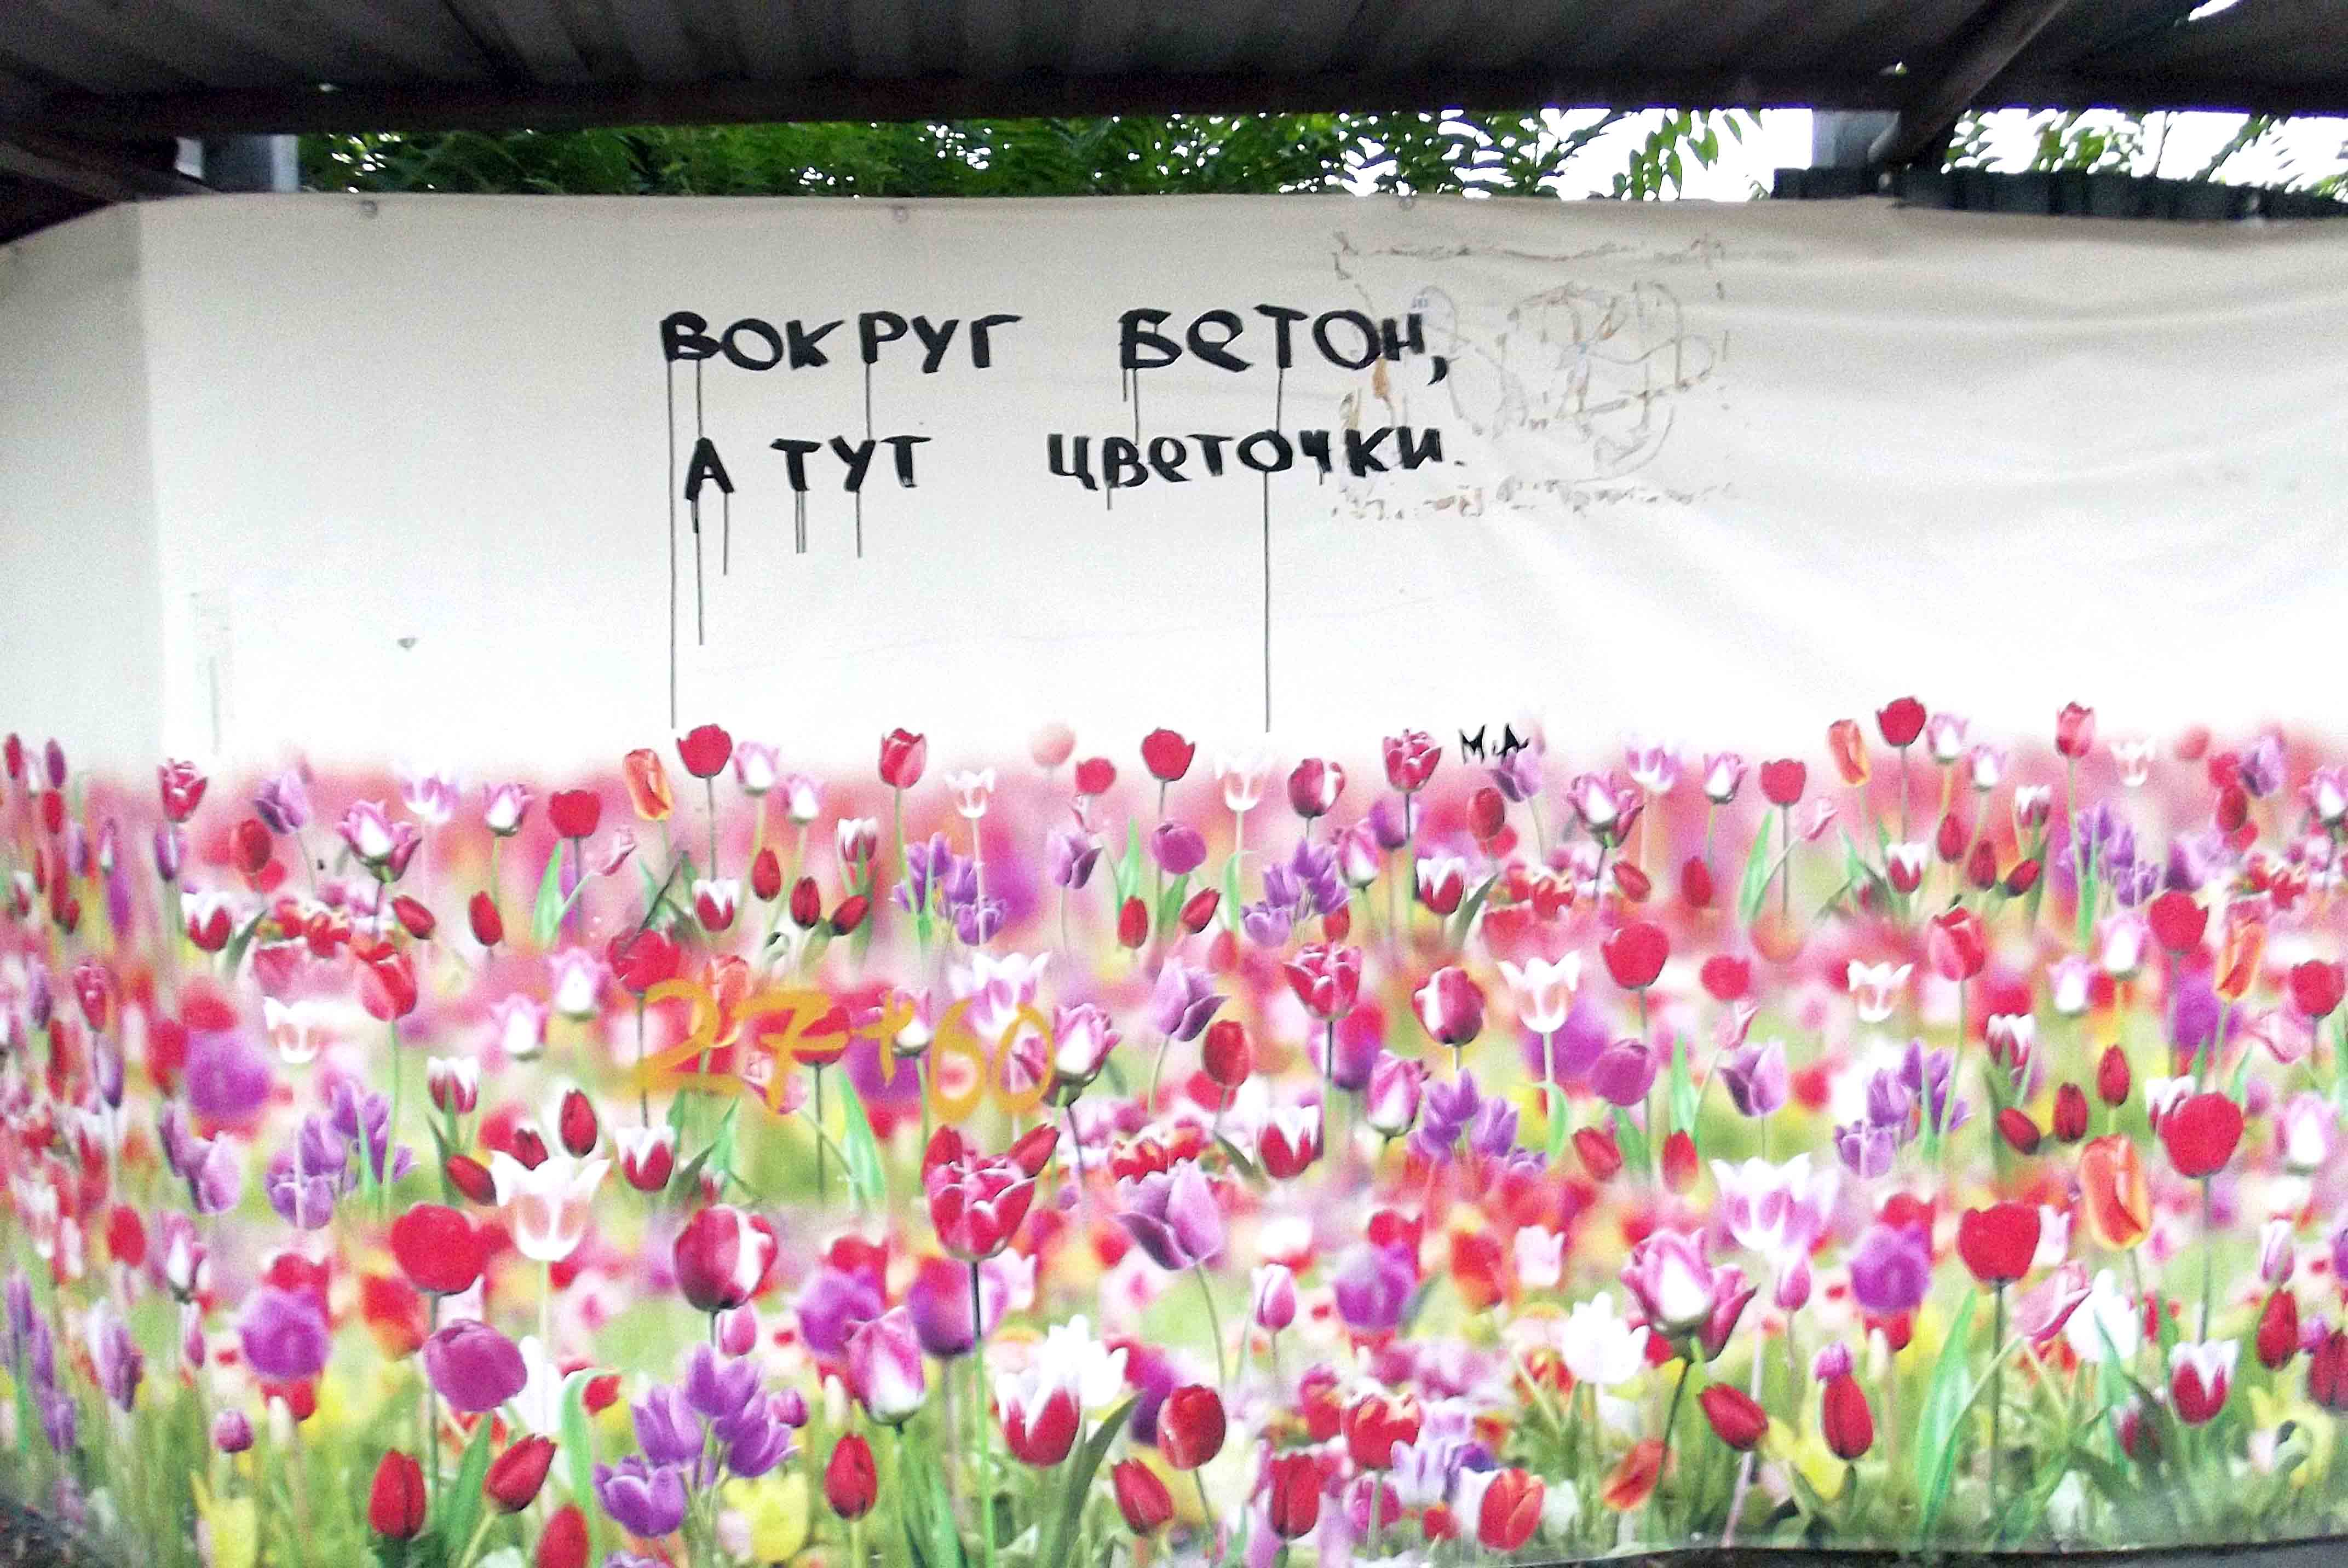 ВОКРУГ БЕТОН,
А ТУТ ЦВЕТОЧКИ.
М.А
27+60